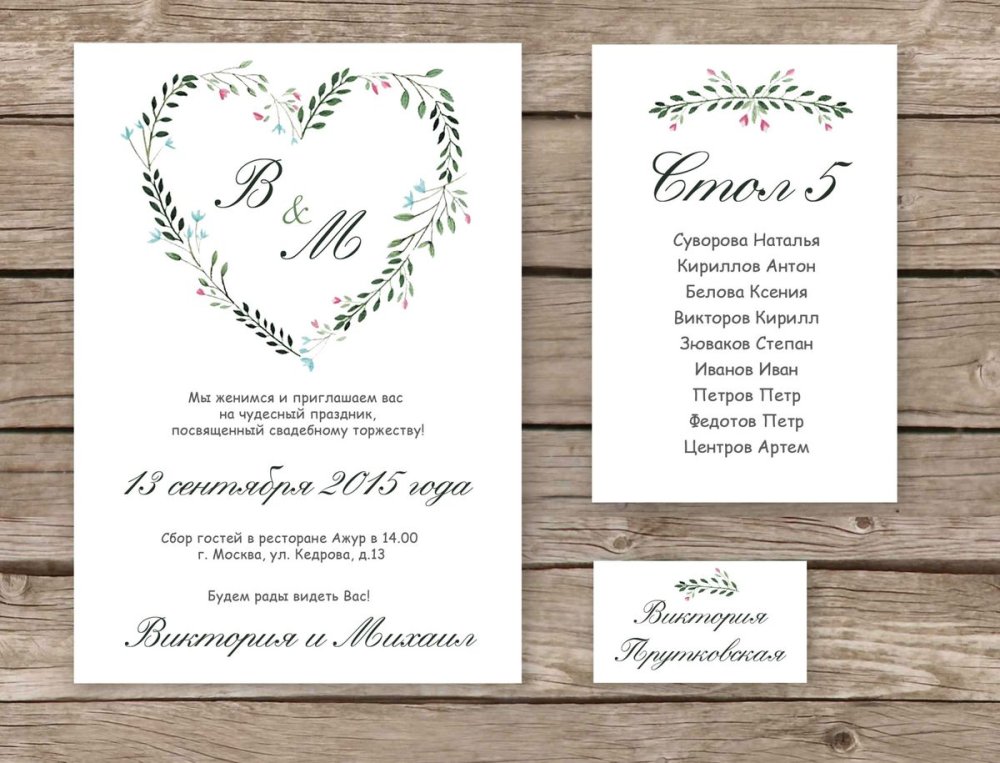 В
&
М
Мы женимся и приглашаем вас
на чудесный праздник,
посвященный свадебному торжеству!
13 сентября 2015 года
Сбор гостей в ресторане Ажур в 14.00
г. Москва, ул. Кедрова, д.13
Будем рады видеть Вас!
Виктория и Михаил
Стол 5
Суворова Наталья
Кириллов Антон
Белова Ксения
Викторов Кирилл
Зюваков Степан
Иванов Иван
Петров Петр
Федотов Петр
Центров Артем
Виктория
Прутковская